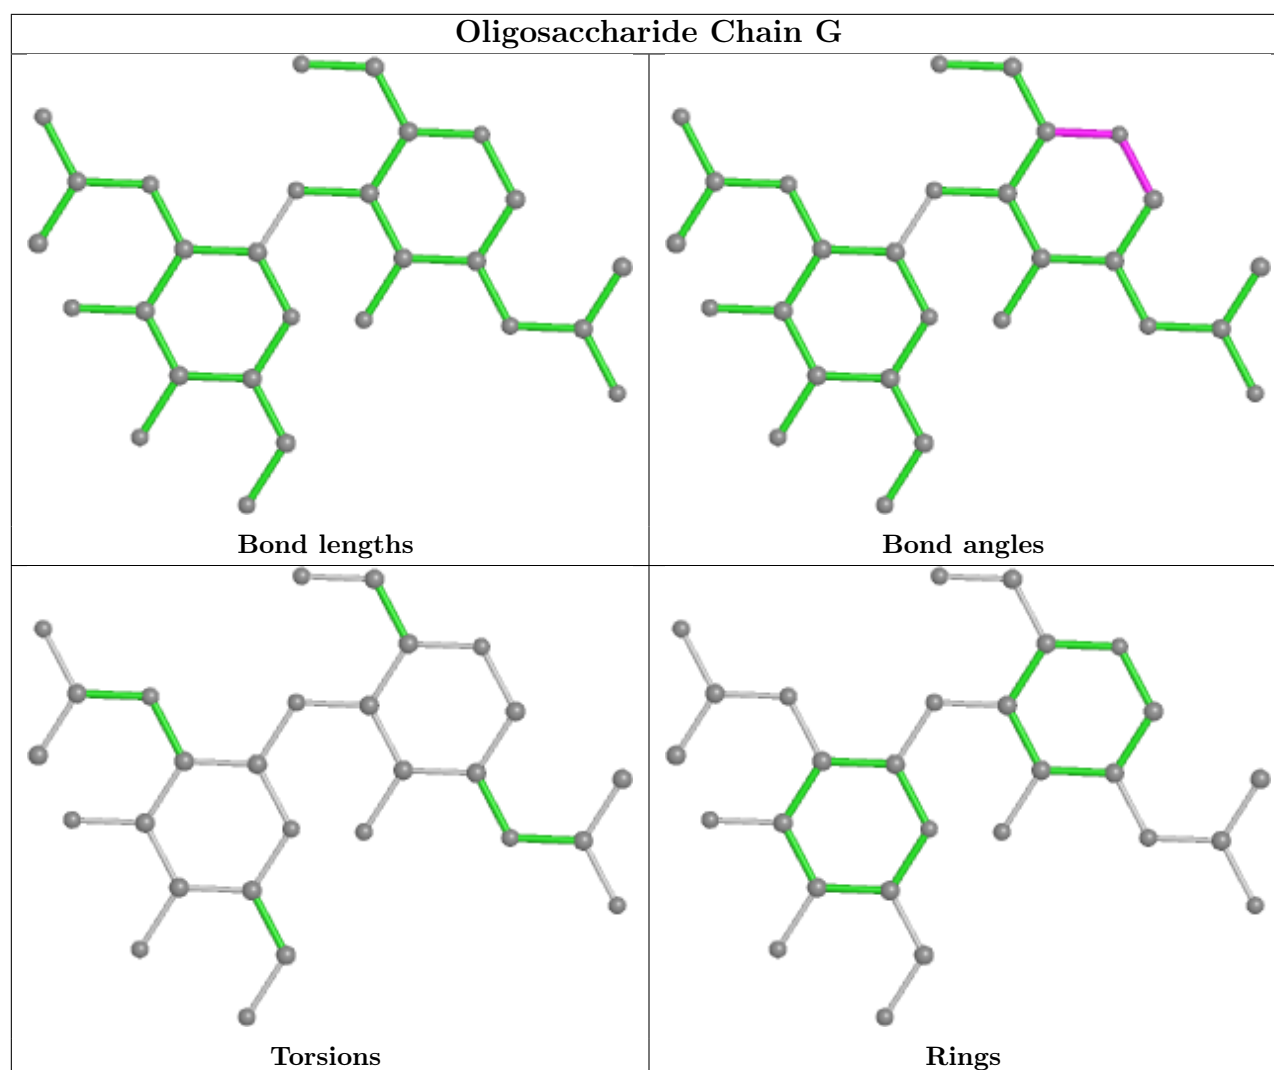 Oligosaccharide Chain G
Bond lengths
Bond angles
Torsions
Rings